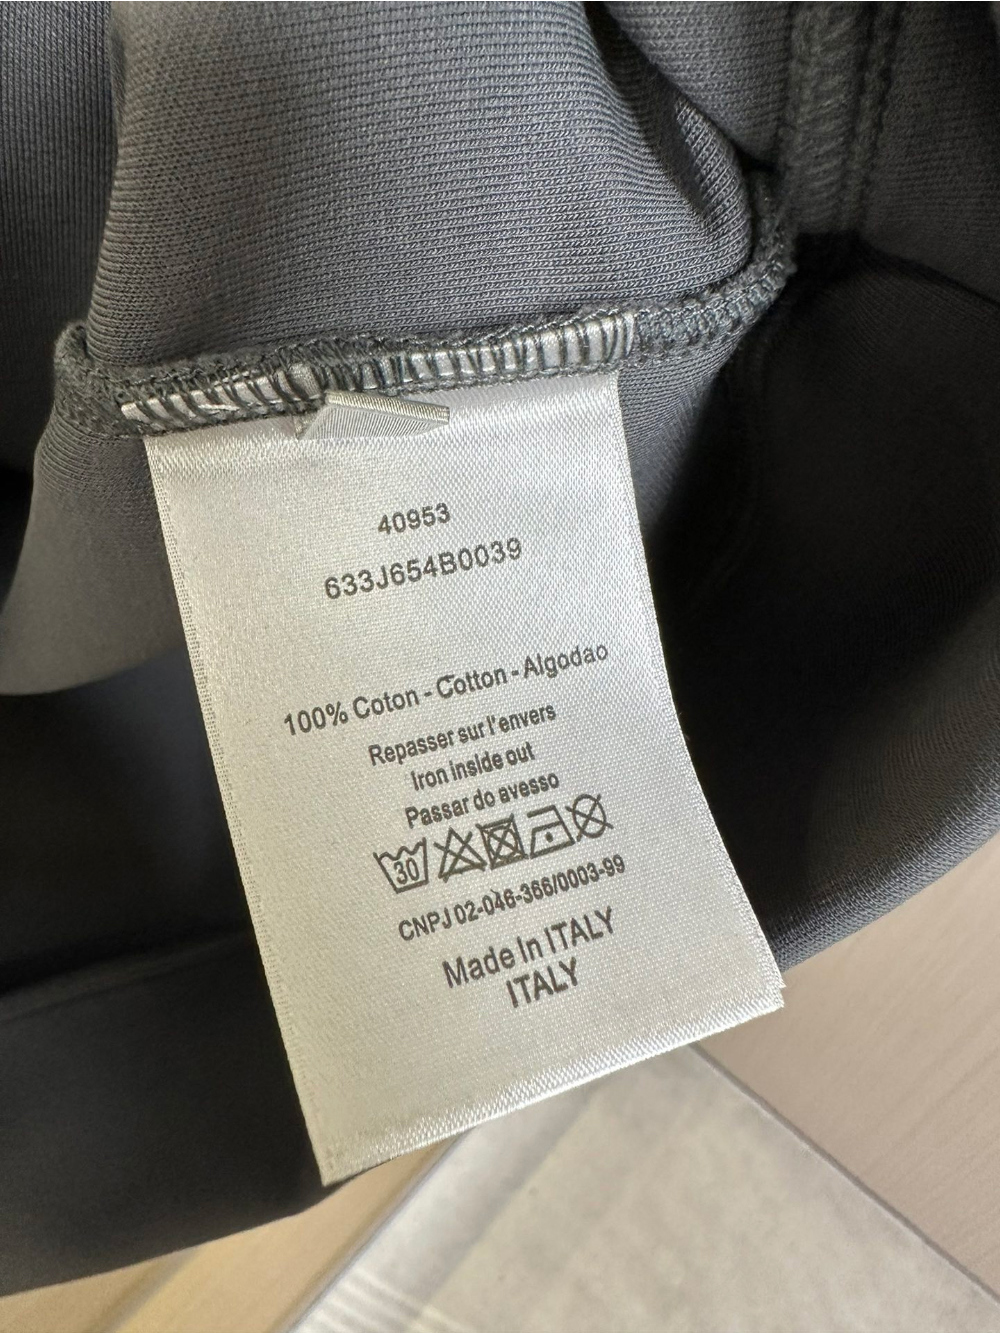 40953
633J654B0039
100% Coton - Cotton - Algodao
Repasser sur l'envers
Iron inside out
Passar do avesso
30
CNPJ 02-046-366/0003-99
Made In ITALY
ITALY